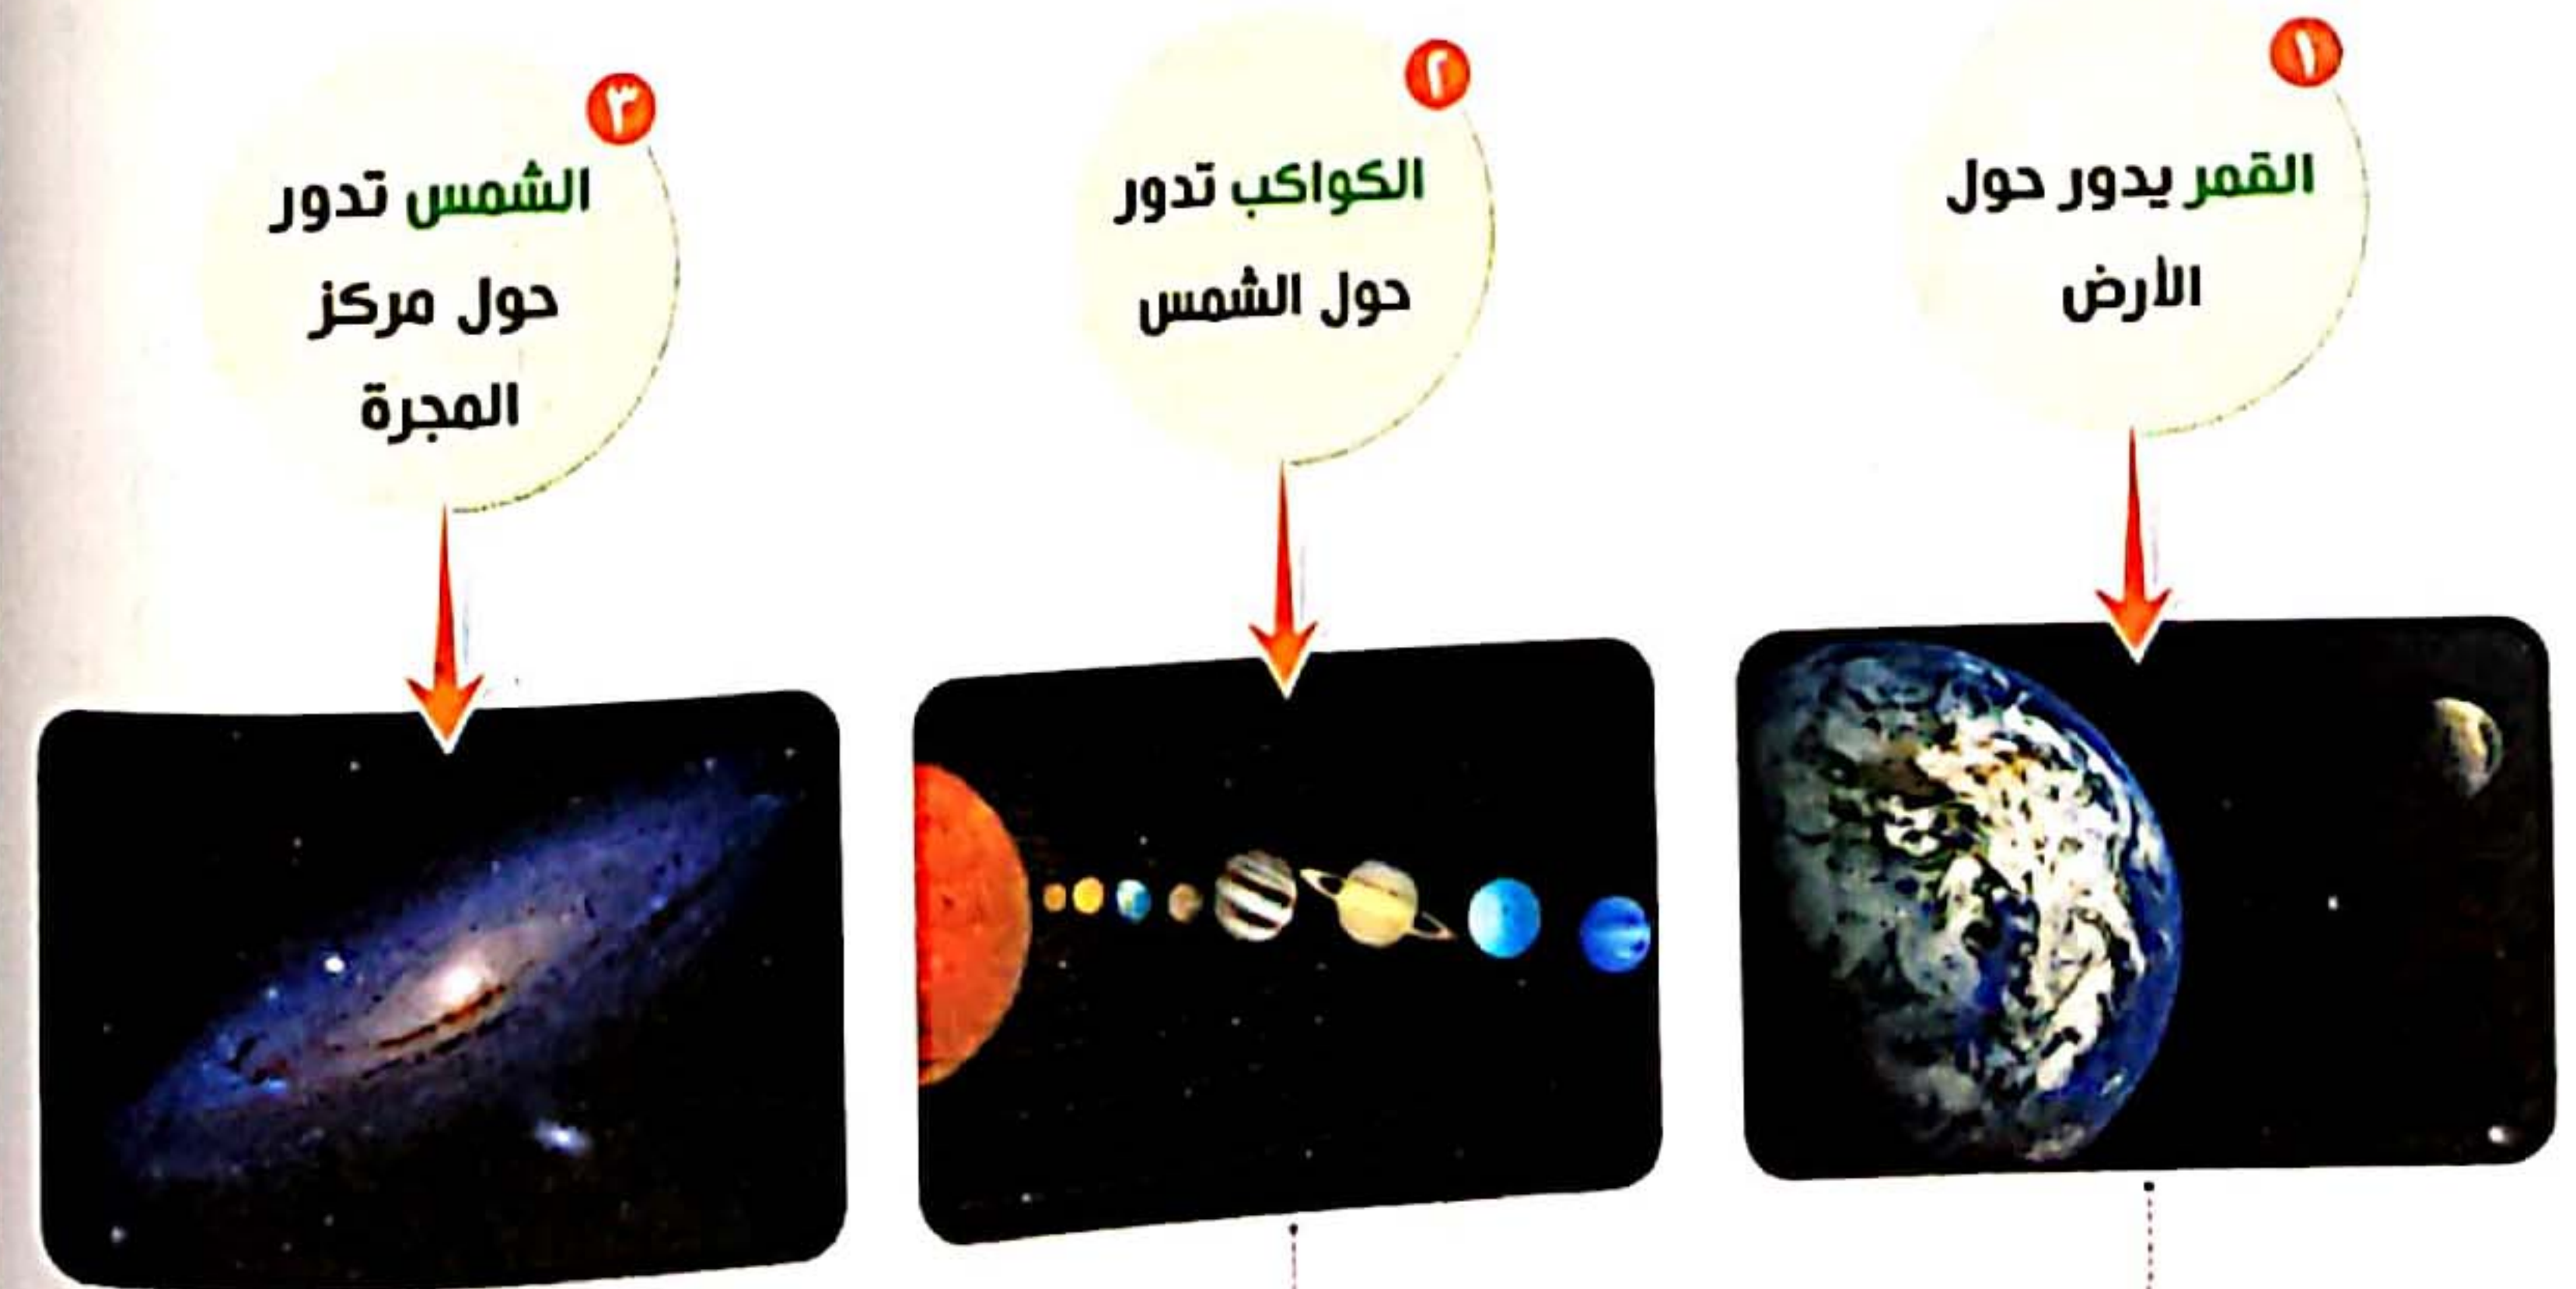 ١
القمر يدور حول
الأرض
٢
الكواكب تدور
حول الشمس
٣
الشمس تدور
حول مركز
المجرة